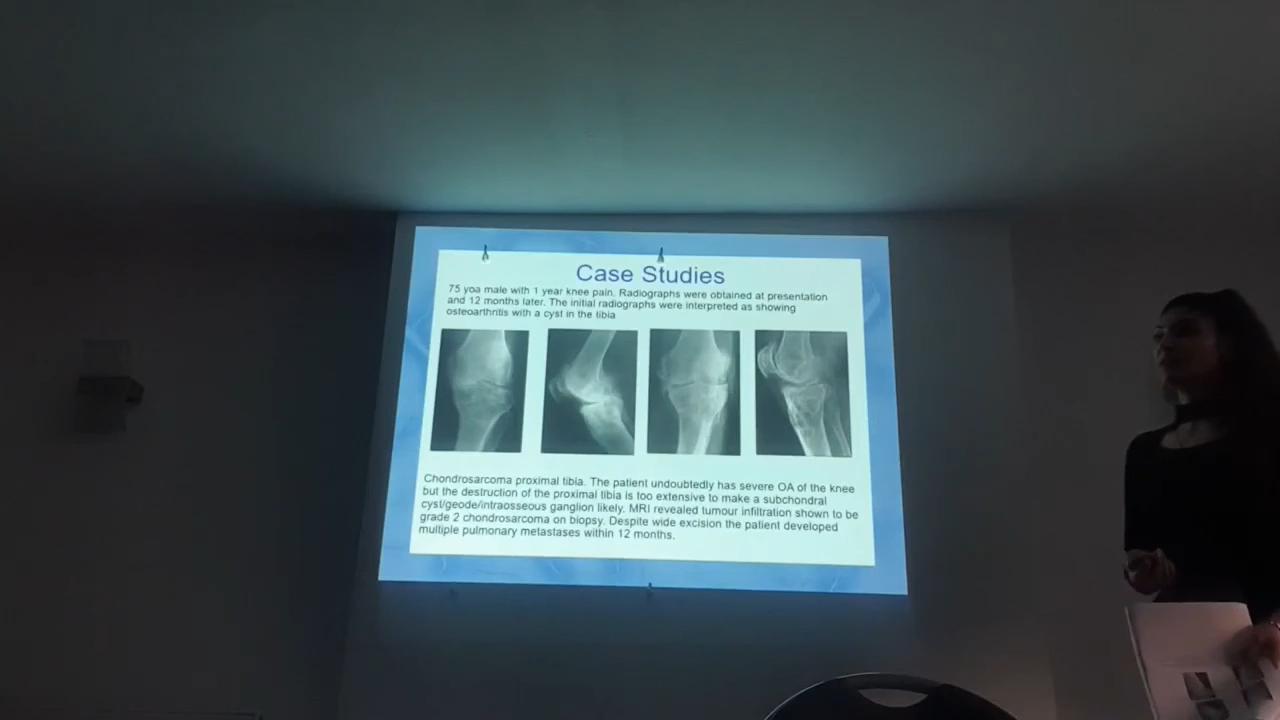 Case Studies
75 yoa male with 1 year knee pain. Radiographs were obtained at presentation
and 12 months later. The initial radiographs were interpreted as showing
osteoarthritis with a cyst in the tibia
Chondrosarcoma proximal tibia. The patient undoubtedly has severe OA of the knee
but the destruction of the proximal tibia is too extensive to make a subchondral
cyst/geode/intraosseous ganglion likely. MRI revealed tumour infiltration shown to be
grade 2 chondrosarcoma on biopsy. Despite wide excision the patient developed
multiple pulmonary metastases within 12 months.